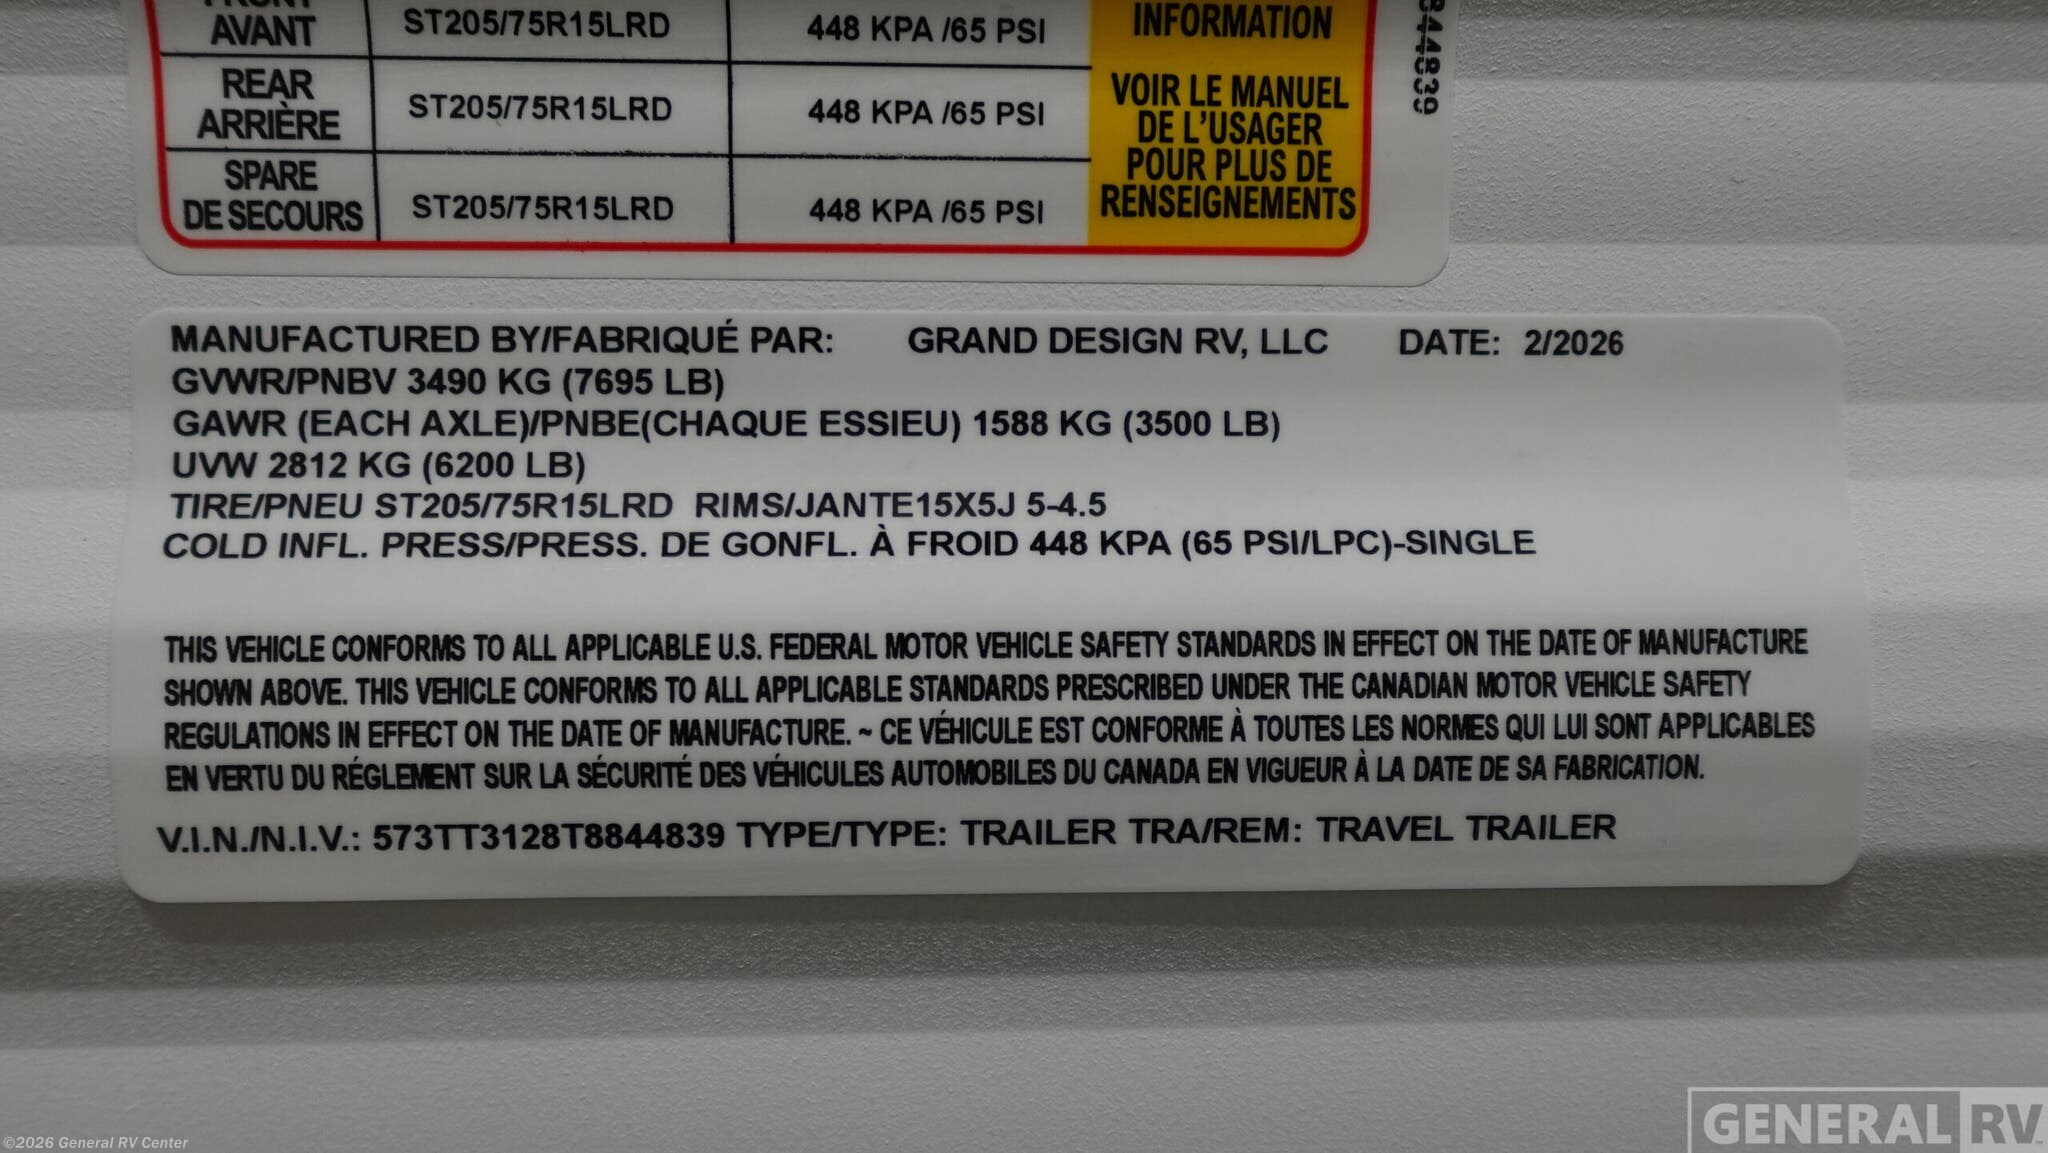 AVANT ST205/75R15LRD 448 KPA /65 PSI INFORMATION
REAR
ARRIÈRE ST205/75R15LRD 448 KPA /65 PSI
SPARE
DE SECOURS ST205/75R15LRD 448 KPA /65 PSI
VOIR LE MANUEL
DE L'USAGER
POUR PLUS DE
RENSEIGNEMENTS
MANUFACTURED BY/FABRIQUÉ PAR: GRAND DESIGN RV, LLC DATE: 2/2026
GVWR/PNBV 3490 KG (7695 LB)
GAWR (EACH AXLE)/PNBE(CHAQUE ESSIEU) 1588 KG (3500 LB)
UVW 2812 KG (6200 LB)
TIRE/PNEU ST205/75R15LRD RIMS/JANTE15X5J 5-4.5
COLD INFL. PRESS/PRESS. DE GONFL. À FROID 448 KPA (65 PSI/LPC)-SINGLE
THIS VEHICLE CONFORMS TO ALL APPLICABLE U.S. FEDERAL MOTOR VEHICLE SAFETY STANDARDS IN EFFECT ON THE DATE OF MANUFACTURE
SHOWN ABOVE. THIS VEHICLE CONFORMS TO ALL APPLICABLE STANDARDS PRESCRIBED UNDER THE CANADIAN MOTOR VEHICLE SAFETY
REGULATIONS IN EFFECT ON THE DATE OF MANUFACTURE. ~ CE VÉHICULE EST CONFORME À TOUTES LES NORMES QUI LUI SONT APPLICABLES
EN VERTU DU RÉGLEMENT SUR LA SÉCURITÉ DES VÉHICULES AUTOMOBILES DU CANADA EN VIGUEUR À LA DATE DE SA FABRICATION.
V.I.N./N.I.V.: 573TT3128T8844839 TYPE/TYPE: TRAILER TRA/REM: TRAVEL TRAILER
©2026 General RV Center
GENERAL RV